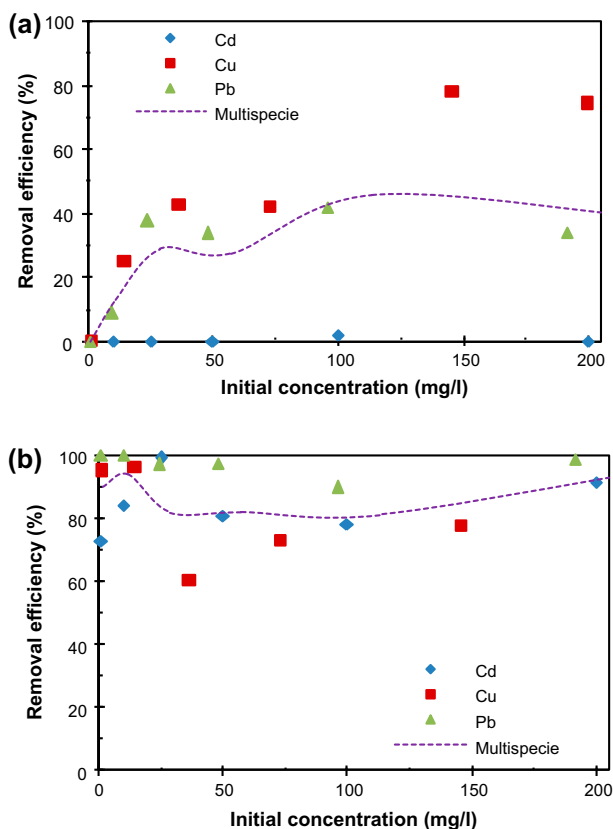 (a)
100
80
60
40
20
0
Removal efficiency (%)
Cd
Cu
Pb
Multispecie
0
50
100
150
200
Initial concentration (mg/l)
(b)
100
80
60
40
20
0
Removal efficiency (%)
Cd
Cu
Pb
Multispecie
0
50
100
150
200
Initial concentration (mg/l)